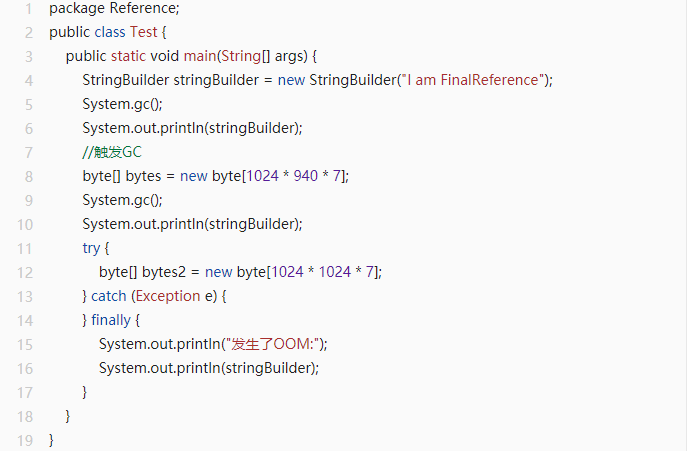 1 package Reference;
2 public class Test {
3 public static void main(String[] args) {
4 StringBuilder stringBuilder = new StringBuilder("I am FinalReference");
5 System.gc();
6 System.out.println(stringBuilder);
7 //触发GC
8 byte[] bytes = new byte[1024 * 940 * 7];
9 System.gc();
10 System.out.println(stringBuilder);
11 try {
12 byte[] bytes2 = new byte[1024 * 1024 * 7];
13 } catch (Exception e) {
14 } finally {
15 System.out.println("发生了OOM:");
16 System.out.println(stringBuilder);
17 }
18 }
19 }